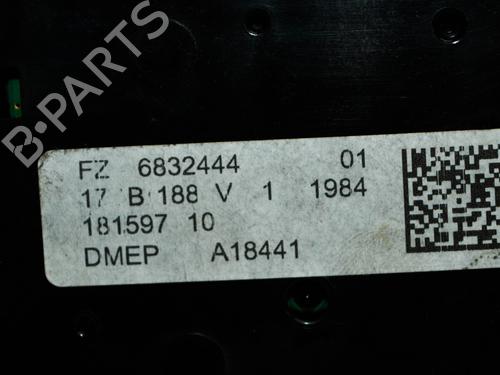 B-PARTS
FZ 6832444 01
17 B 188 V 1 1984
181597 10
DMEP A18441